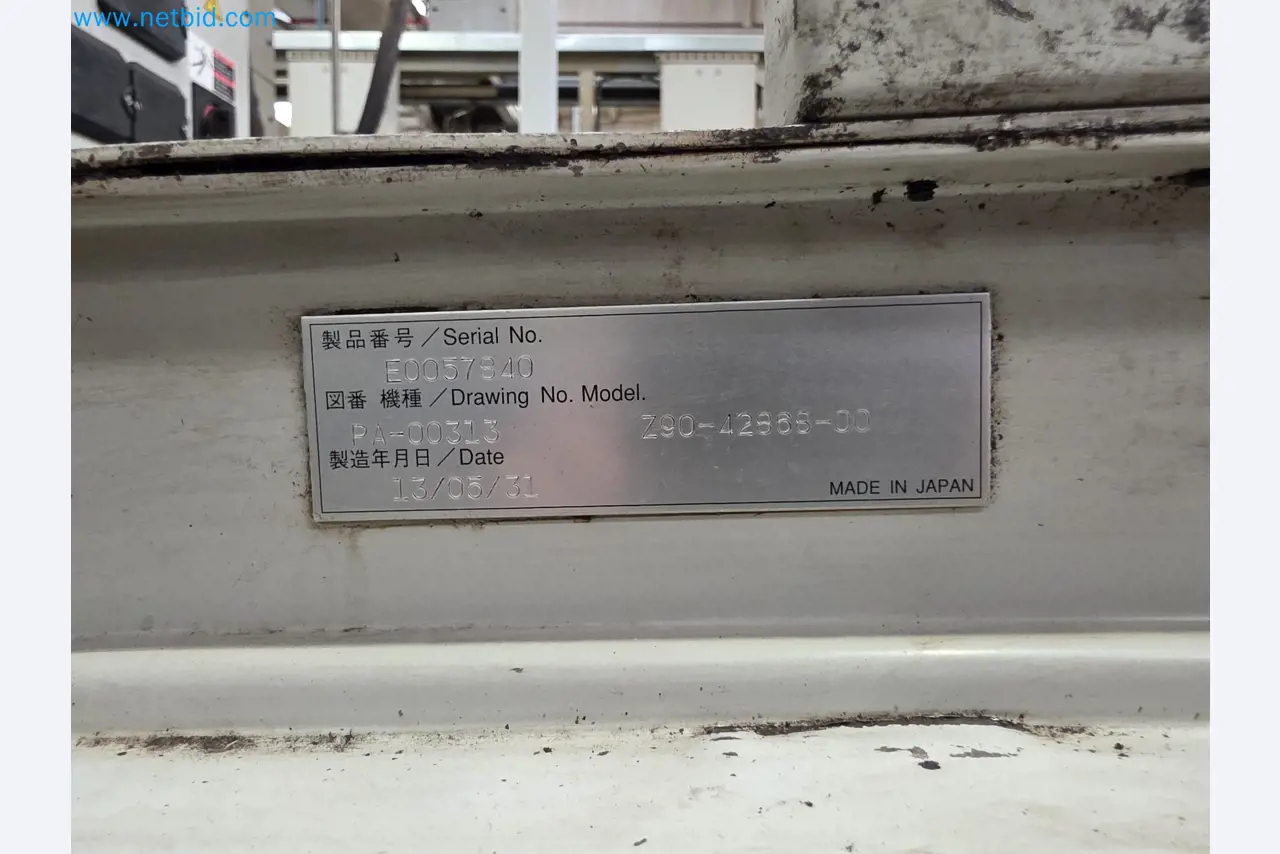 www.netbid.com
製品番号／Serial No.
E0057840
図番 機種／Drawing No. Model.
PA-00313 Z90-42868-00
製造年月日／Date
13/05/31
MADE IN JAPAN